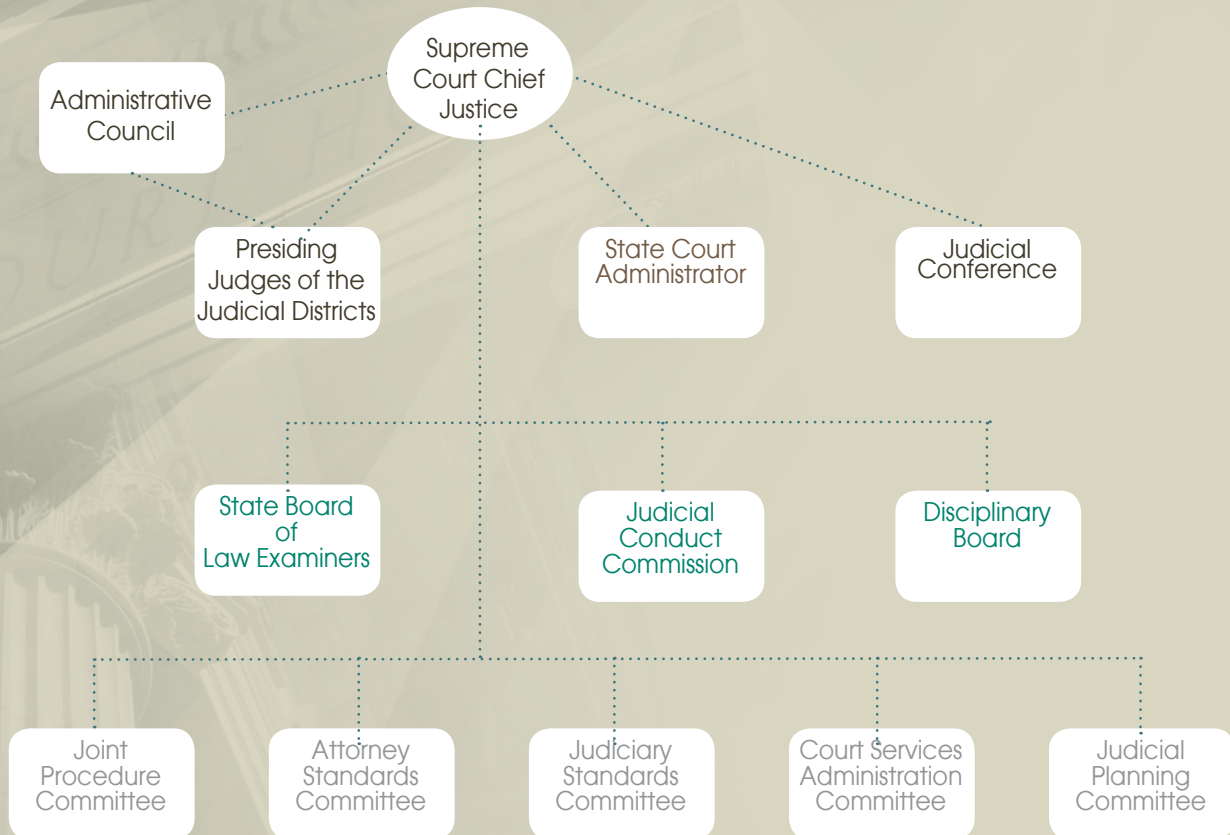 Supreme
Court Chief
Justice
Administrative
Council
Presiding
Judges of the
Judicial Districts
State Court
Administrator
Judicial
Conference
State Board
of
Law Examiners
Judicial
Conduct
Commission
Disciplinary
Board
Joint
Procedure
Committee
Attorney
Standards
Committee
Judiciary
Standards
Committee
Court Services
Administration
Committee
Judicial
Planning
Committee